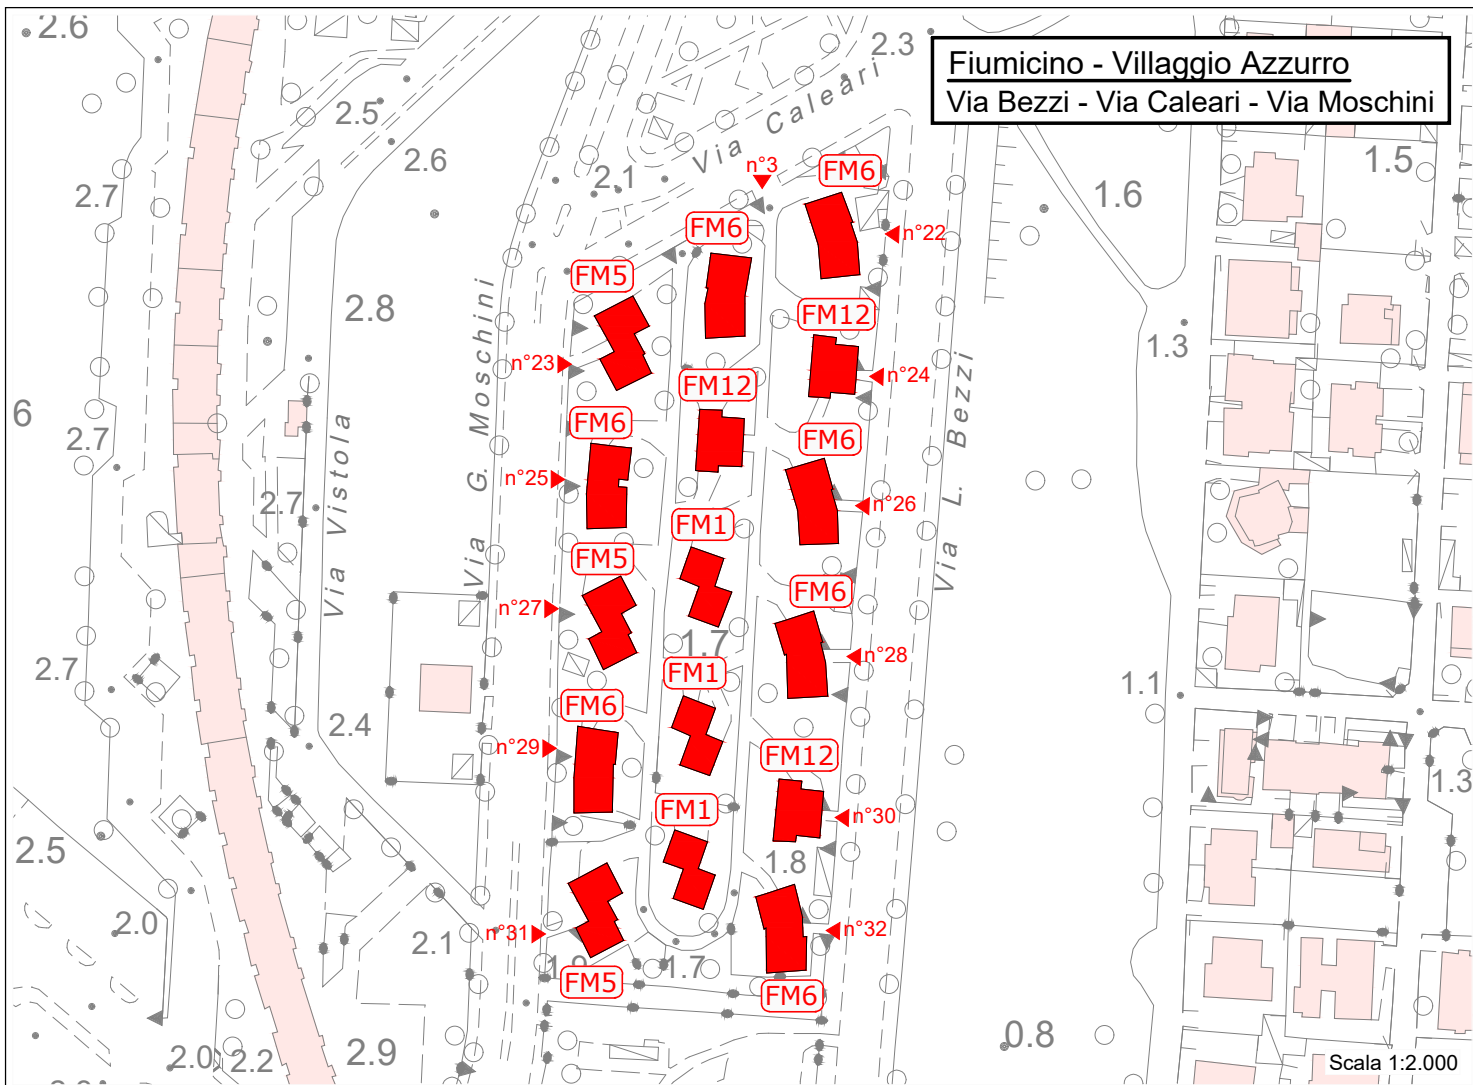 Fiumicino - Villaggio Azzurro
Via Bezzi - Via Caleari - Via Moschini
2.6
2.3
Via Caleari
2.5
2.6
2.7
2.1
n°3
FM6
1.5
1.6
FM6
n°22
FM5
2.8
Via G. Moschini
FM12
1.3
n°23
n°24
FM12
6
2.7
Via Vistola
FM6
FM6
Via L. Bezzi
n°25
2.7
n°26
FM1
FM5
n°27
FM6
1.7
n°28
2.7
FM1
1.1
FM6
2.4
n°29
FM12
1.3
FM1
n°30
2.5
1.8
2.0
2.1
n°31
n°32
1.9
1.7
FM5
FM6
0.8
2.0
2.2
2.9
Scala 1:2.000